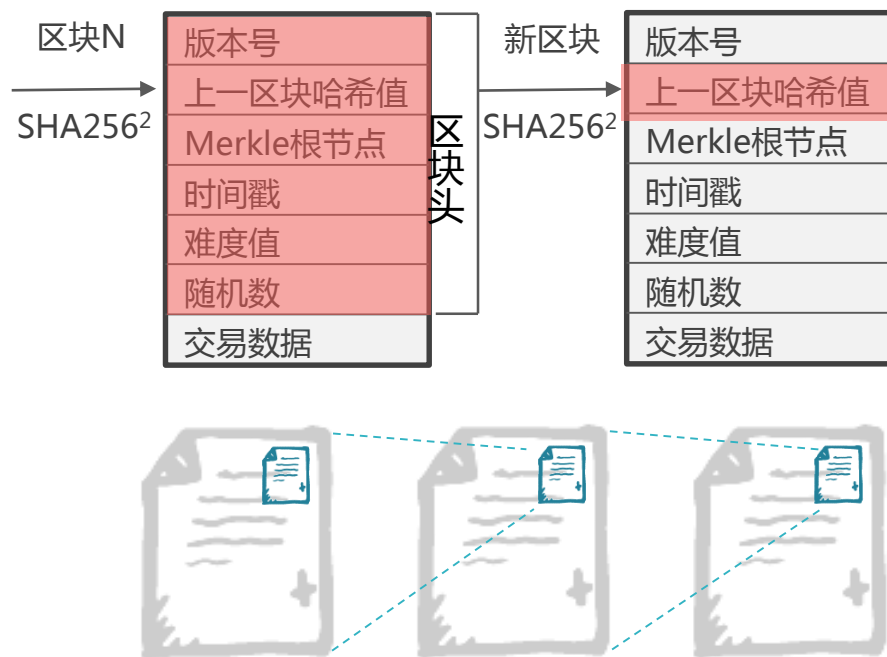 区块N
SHA256²
版本号
上一区块哈希值
Merkle根节点
时间戳
难度值
随机数
交易数据
区块头
新区块
SHA256²
版本号
上一区块哈希值
Merkle根节点
时间戳
难度值
随机数
交易数据